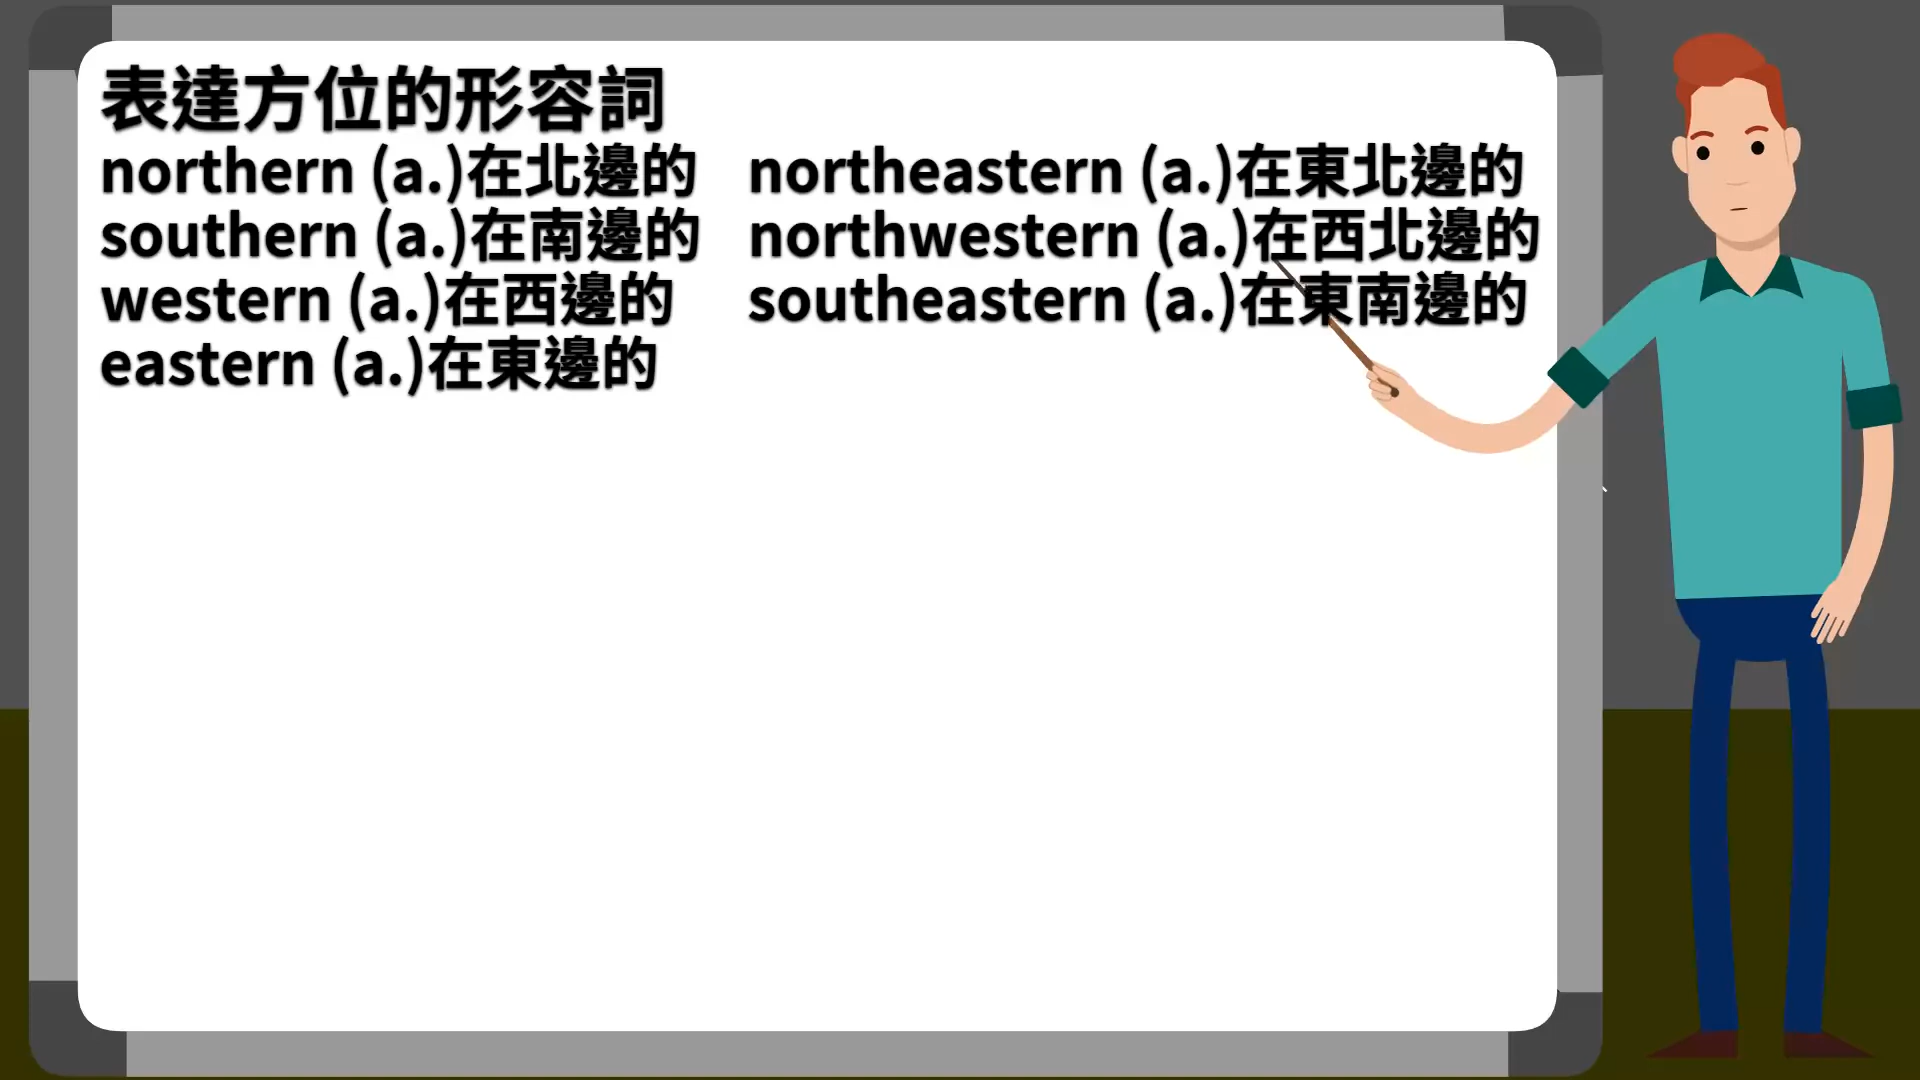 表達方位的形容詞
northern (a.)在北邊的 northeastern (a.)在東北邊的
southern (a.)在南邊的 northwestern (a.)在西北邊的
western (a.)在西邊的 southeastern (a.)在東南邊的
eastern (a.)在東邊的